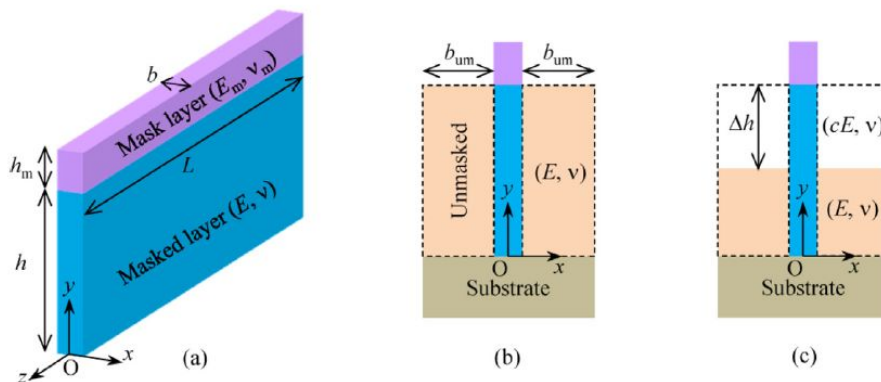 b
Mask layer (Eₘ, νₘ)
hₘ
L
Masked layer (E, ν)
h
y
O
x
z
(a)
bᵤₘ
bᵤₘ
Unmasked
(E, ν)
y
O
x
Substrate
(b)
Δh
(cE, ν)
(E, ν)
y
O
x
Substrate
(c)